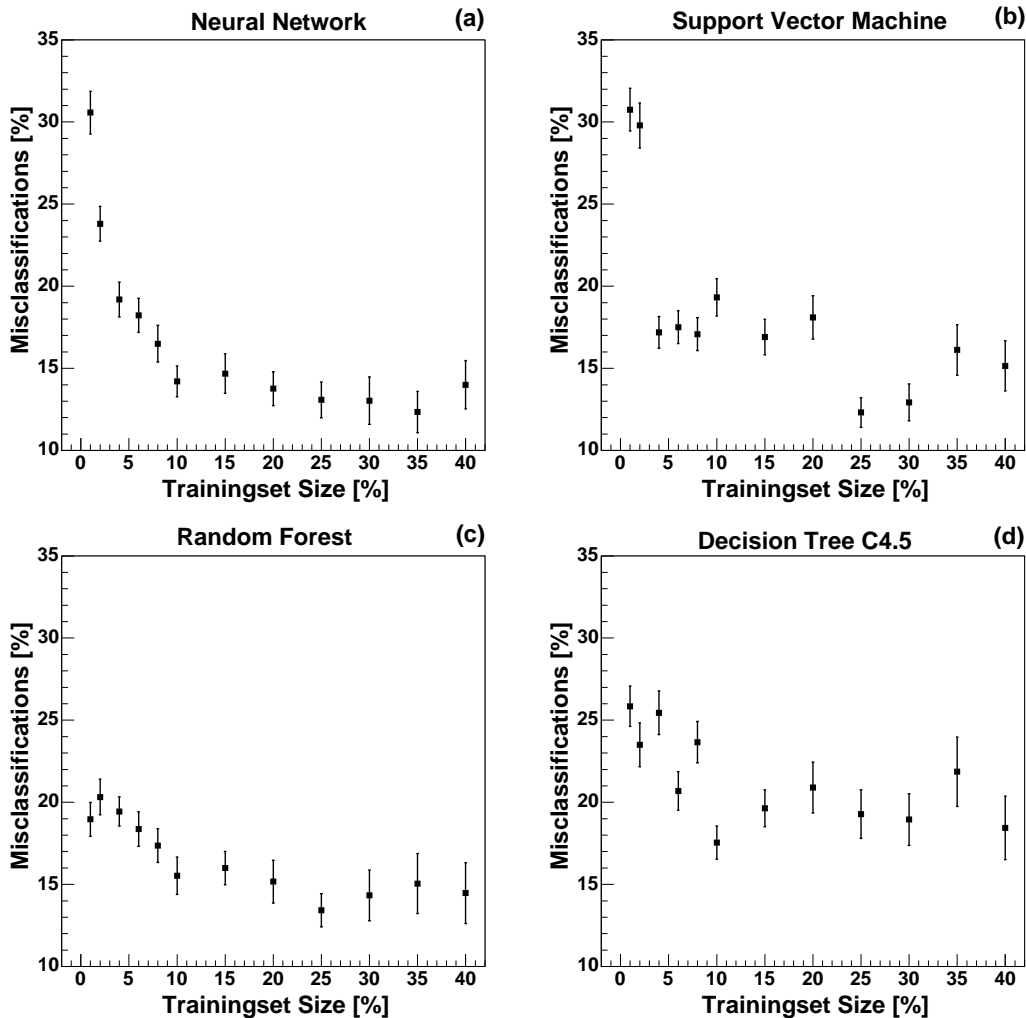 Neural Network (a)
35
30
25
20
15
10
Misclassifications [%]
0 5 10 15 20 25 30 35 40
Trainingset Size [%]
Support Vector Machine (b)
35
30
25
20
15
10
Misclassifications [%]
0 5 10 15 20 25 30 35 40
Trainingset Size [%]
Random Forest (c)
35
30
25
20
15
10
Misclassifications [%]
0 5 10 15 20 25 30 35 40
Trainingset Size [%]
Decision Tree C4.5 (d)
35
30
25
20
15
10
Misclassifications [%]
0 5 10 15 20 25 30 35 40
Trainingset Size [%]